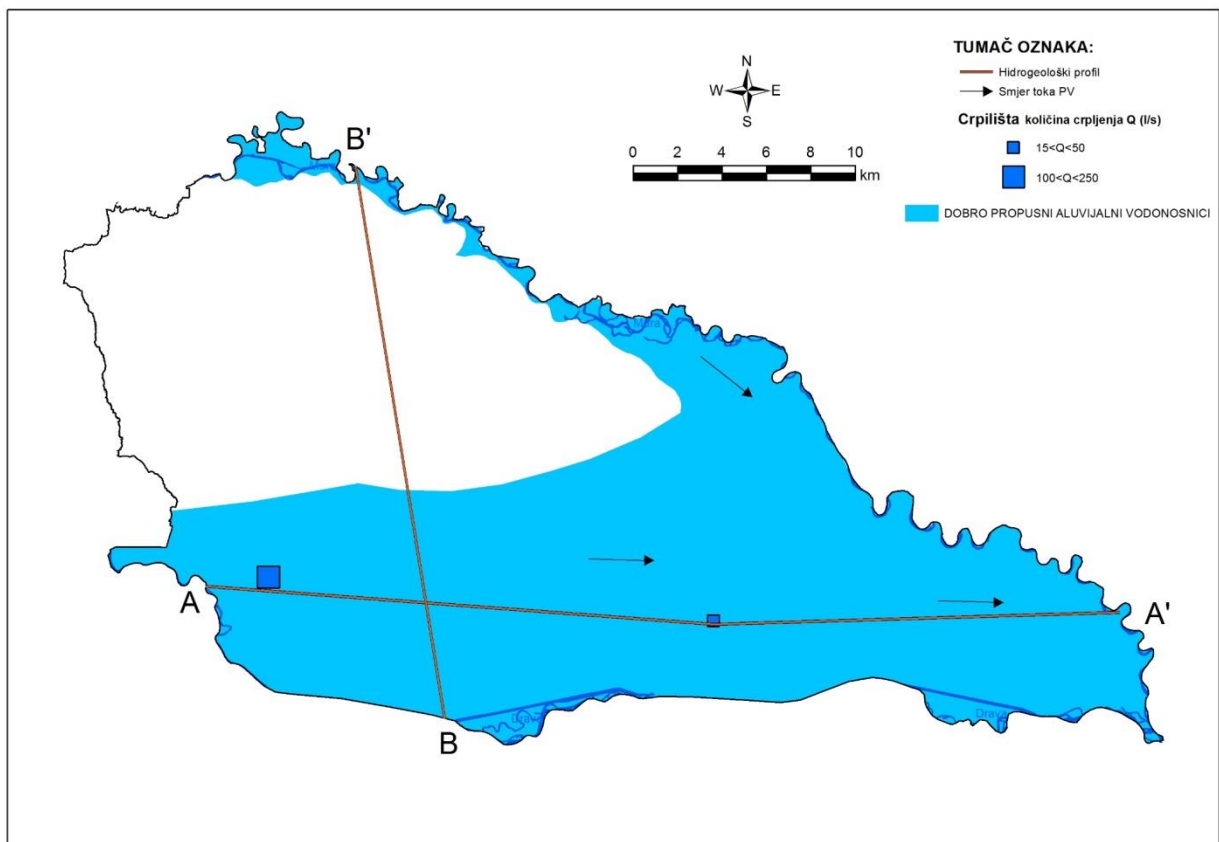 TUMAČ OZNAKA:
Hidrogeološki profil
Smjer toka PV
Crpilišta količina crpljenja Q (l/s)
15<Q<50
100<Q<250
DOBRO PROPUSNI ALUVIJALNI VODONOSNICI
N
W E
S
0 2 4 6 8 10
km
B'
Mura
A
A'
B
Drava
Drava